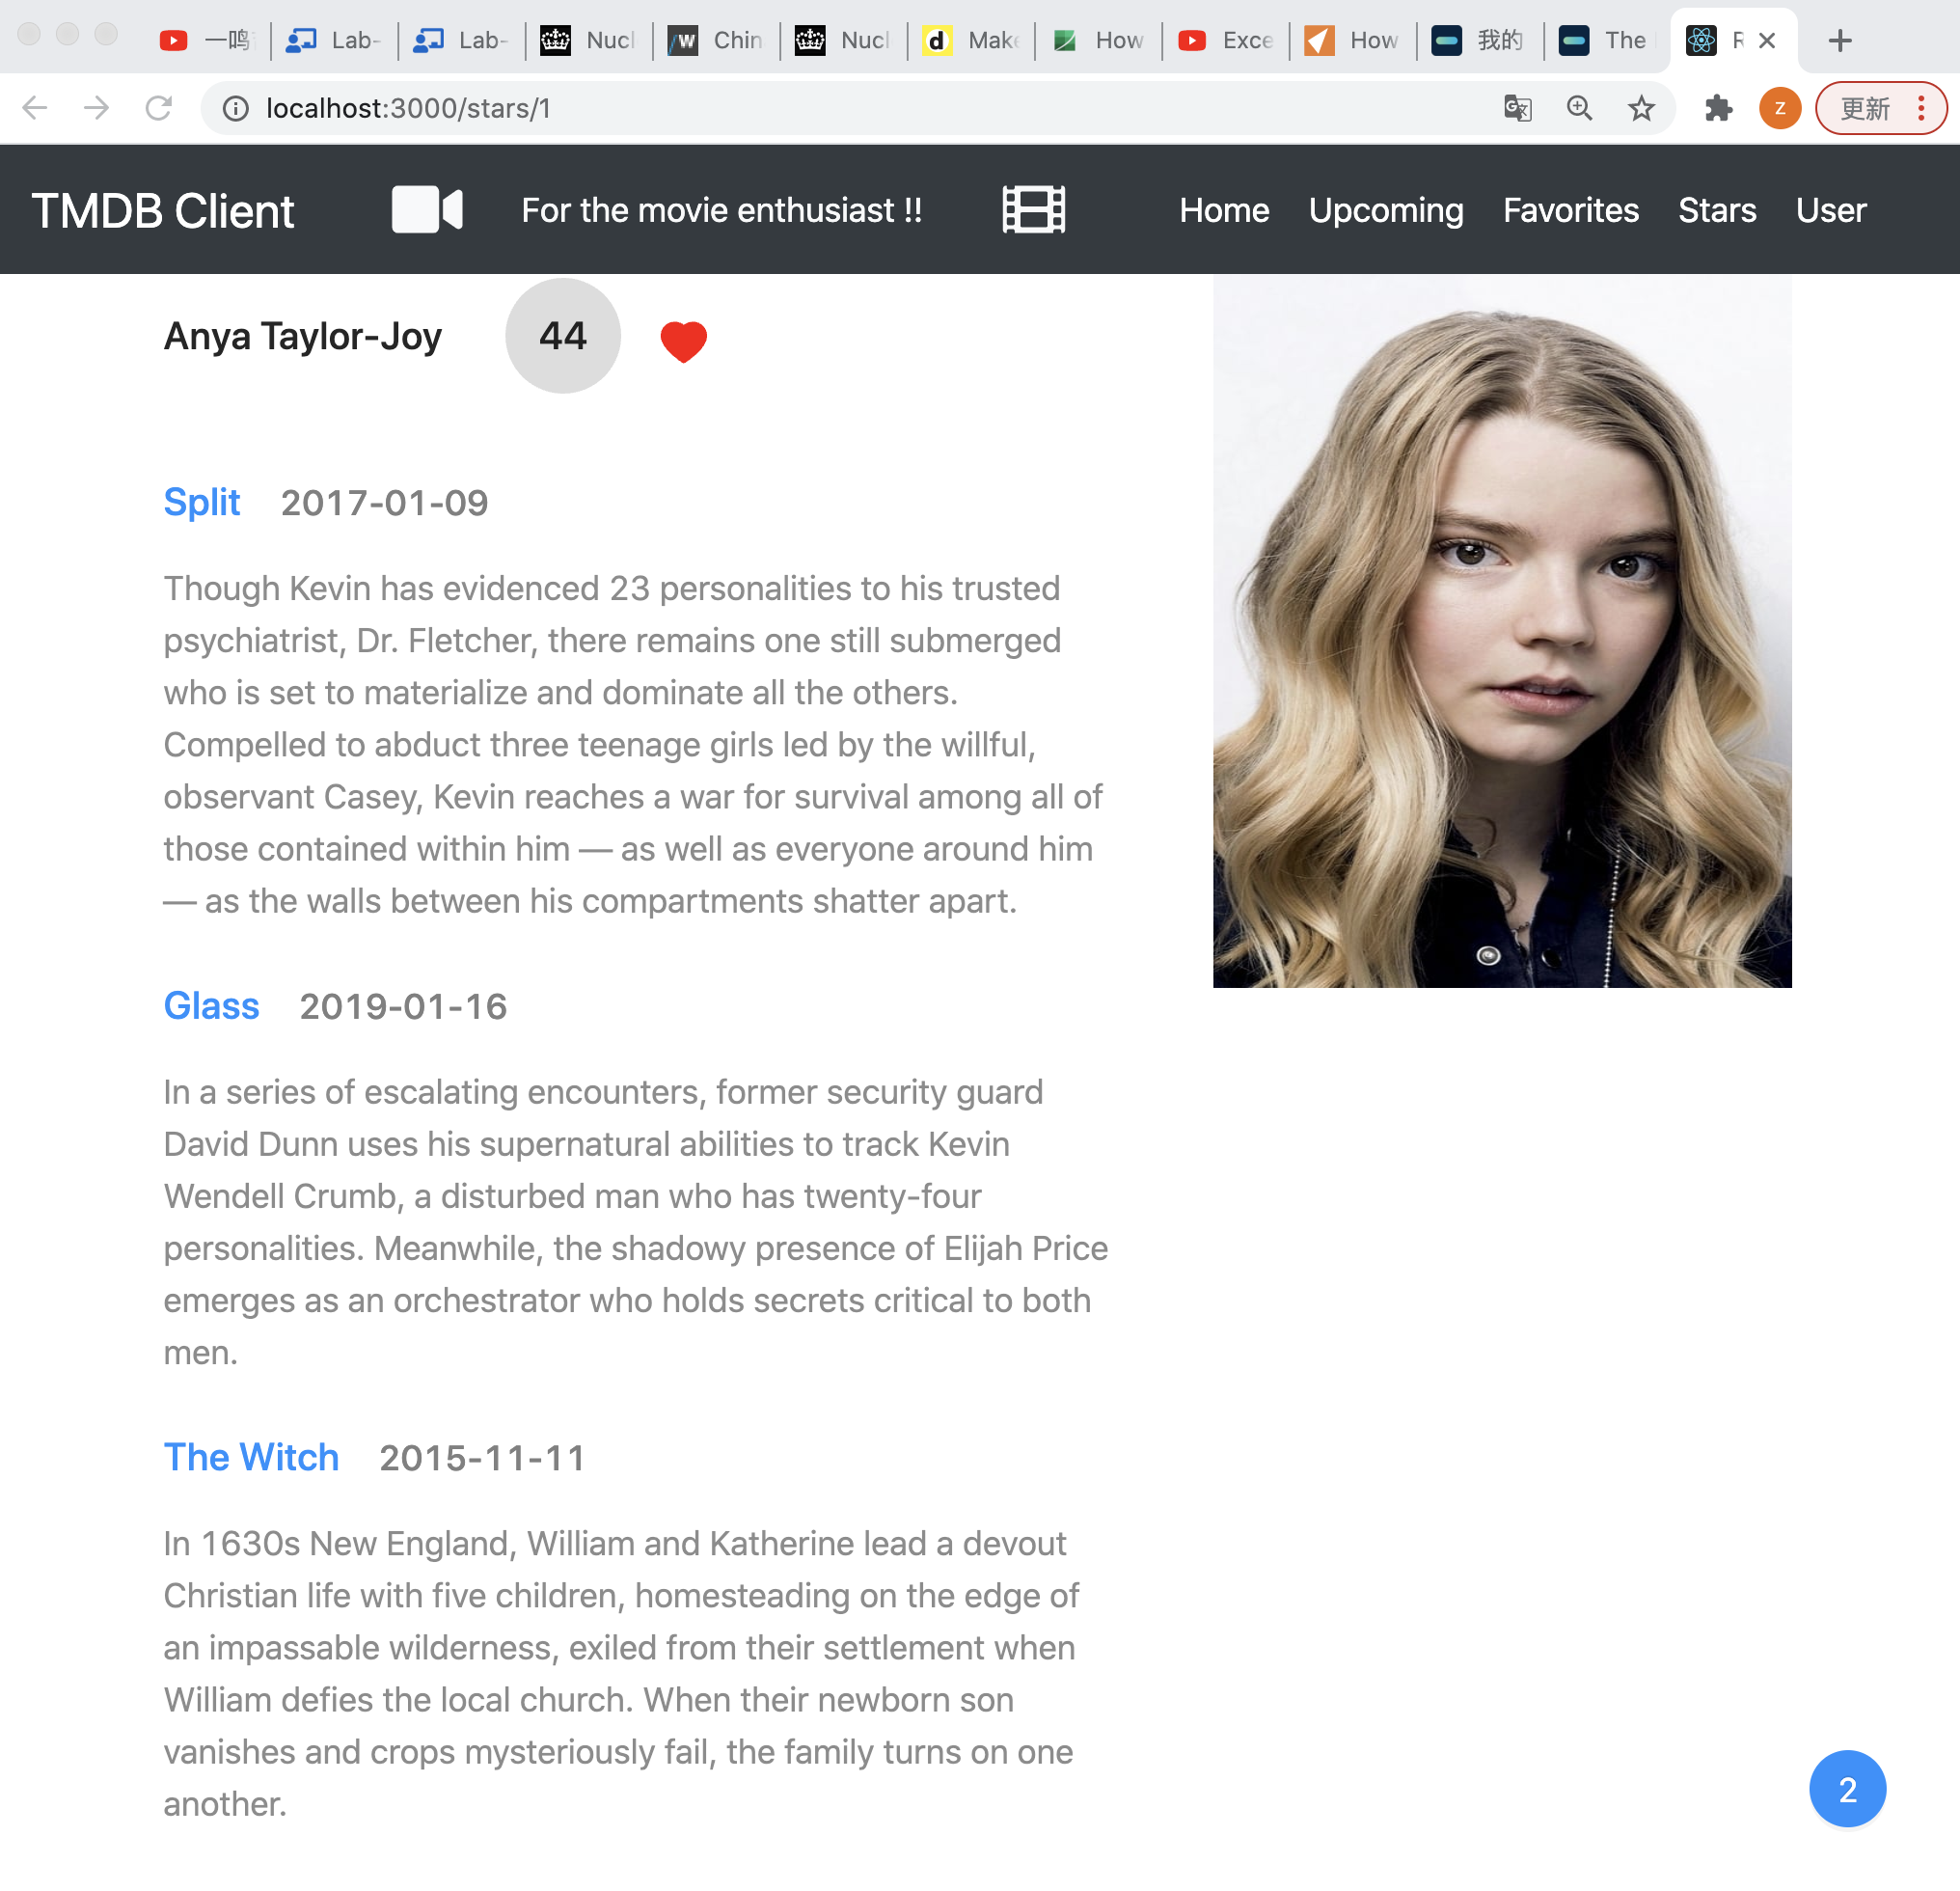 一鸣 Lab- Lab- Nucl Chin Nucl Make How Exce How 我的 The R
localhost:3000/stars/1 Z 更新
TMDB Client For the movie enthusiast !! Home Upcoming Favorites Stars User
Anya Taylor-Joy 44
Split 2017-01-09
Though Kevin has evidenced 23 personalities to his trusted
psychiatrist, Dr. Fletcher, there remains one still submerged
who is set to materialize and dominate all the others.
Compelled to abduct three teenage girls led by the willful,
observant Casey, Kevin reaches a war for survival among all of
those contained within him — as well as everyone around him
— as the walls between his compartments shatter apart.
Glass 2019-01-16
In a series of escalating encounters, former security guard
David Dunn uses his supernatural abilities to track Kevin
Wendell Crumb, a disturbed man who has twenty-four
personalities. Meanwhile, the shadowy presence of Elijah Price
emerges as an orchestrator who holds secrets critical to both
men.
The Witch 2015-11-11
In 1630s New England, William and Katherine lead a devout
Christian life with five children, homesteading on the edge of
an impassable wilderness, exiled from their settlement when
William defies the local church. When their newborn son
vanishes and crops mysteriously fail, the family turns on one
another.
2